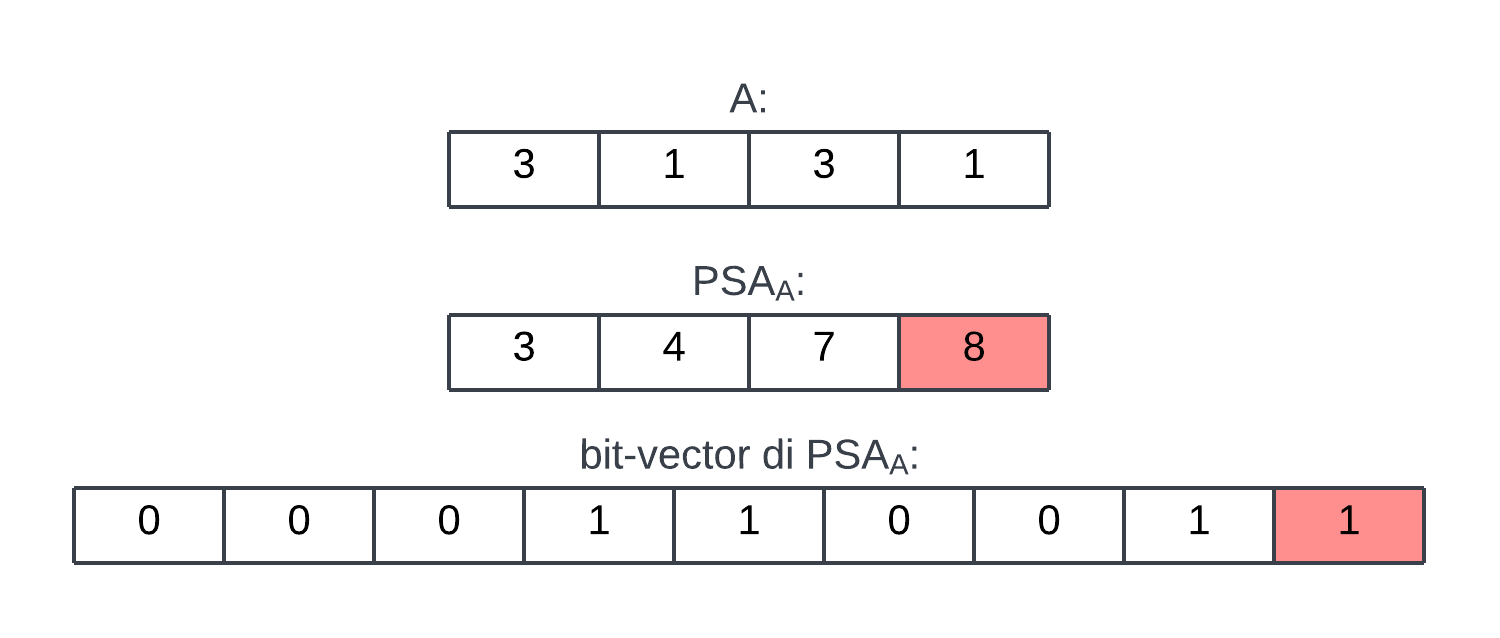 A:
3 1 3 1
PSA_A:
3 4 7 8
bit-vector di PSA_A:
0 0 0 1 1 0 0 1 1